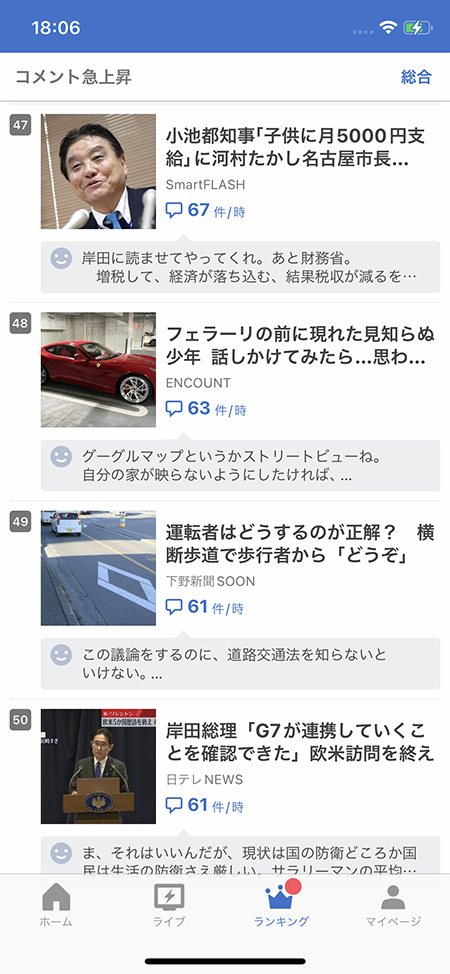 18:06
コメント急上昇
総合
47
小池都知事｢子供に月5000円支
給｣に河村たかし名古屋市長...
SmartFLASH
67 件/時
岸田に読ませてやってくれ。あと財務省。
増税して、経済が落ち込む、結果税収が減るを…
48
フェラーリの前に現れた見知らぬ
少年 話しかけてみたら…思わ...
ENCOUNT
63 件/時
グーグルマップというかストリートビューね。
自分の家が映らないようにしたければ、...
49
運転者はどうするのが正解？ 横
断歩道で歩行者から「どうぞ」
下野新聞SOON
61 件/時
この議論をするのに、道路交通法を知らないと
いけない。...
50
米･ワシントン
欧米5か国歴訪を終え
岸田総理「G7が連携していくこ
とを確認できた」欧米訪問を終え
日テレNEWS
61 件/時
ま、それはいいんだが、現状は国の防衛どころか国
民は生活の防衛さえ厳しい。サラリーマンの平均…
ホーム
ライブ
ランキング
マイページ